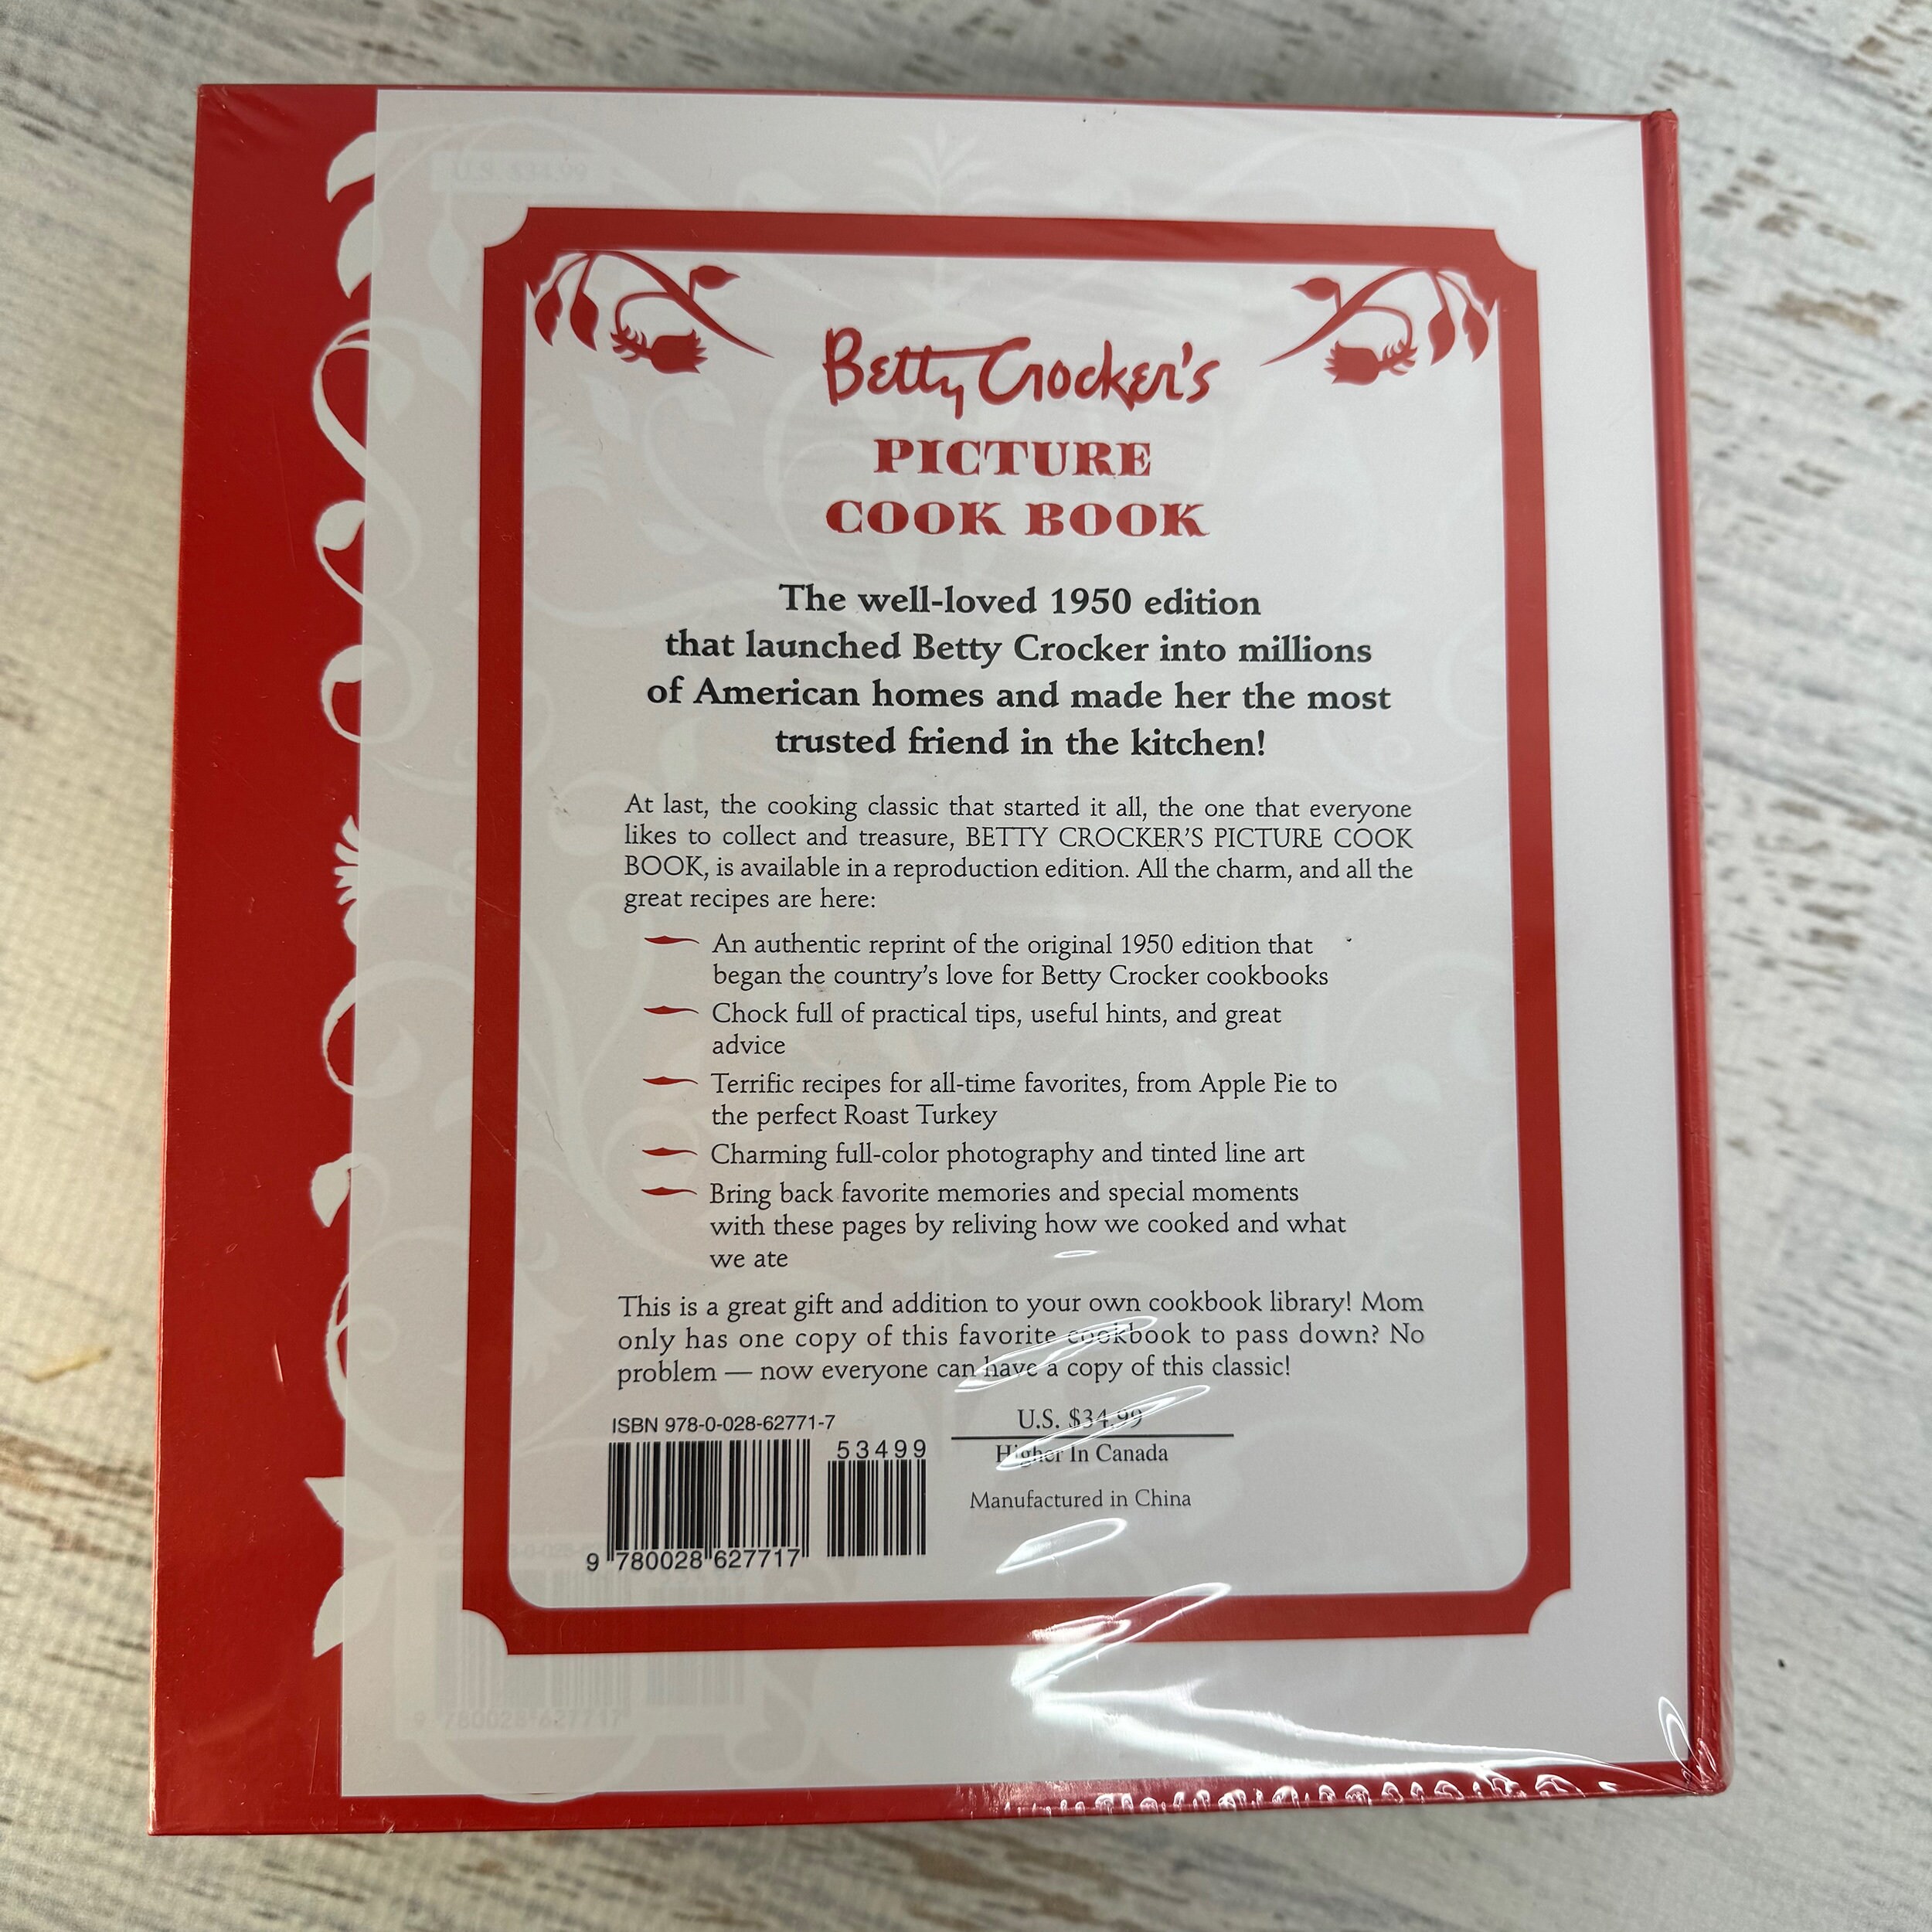 U.S. $34.99
Betty Crocker's
PICTURE
COOK BOOK
The well-loved 1950 edition
that launched Betty Crocker into millions
of American homes and made her the most
trusted friend in the kitchen!
At last, the cooking classic that started it all, the one that everyone
likes to collect and treasure, BETTY CROCKER'S PICTURE COOK
BOOK, is available in a reproduction edition. All the charm, and all the
great recipes are here:
An authentic reprint of the original 1950 edition that
began the country's love for Betty Crocker cookbooks
Chock full of practical tips, useful hints, and great
advice
Terrific recipes for all-time favorites, from Apple Pie to
the perfect Roast Turkey
Charming full-color photography and tinted line art
Bring back favorite memories and special moments
with these pages by reliving how we cooked and what
we ate
This is a great gift and addition to your own cookbook library! Mom
only has one copy of this favorite cookbook to pass down? No
problem — now everyone can have a copy of this classic!
ISBN 978-0-028-62771-7
53499
9 780028 627717
U.S. $34.99
Higher In Canada
Manufactured in China
9 780028 627717